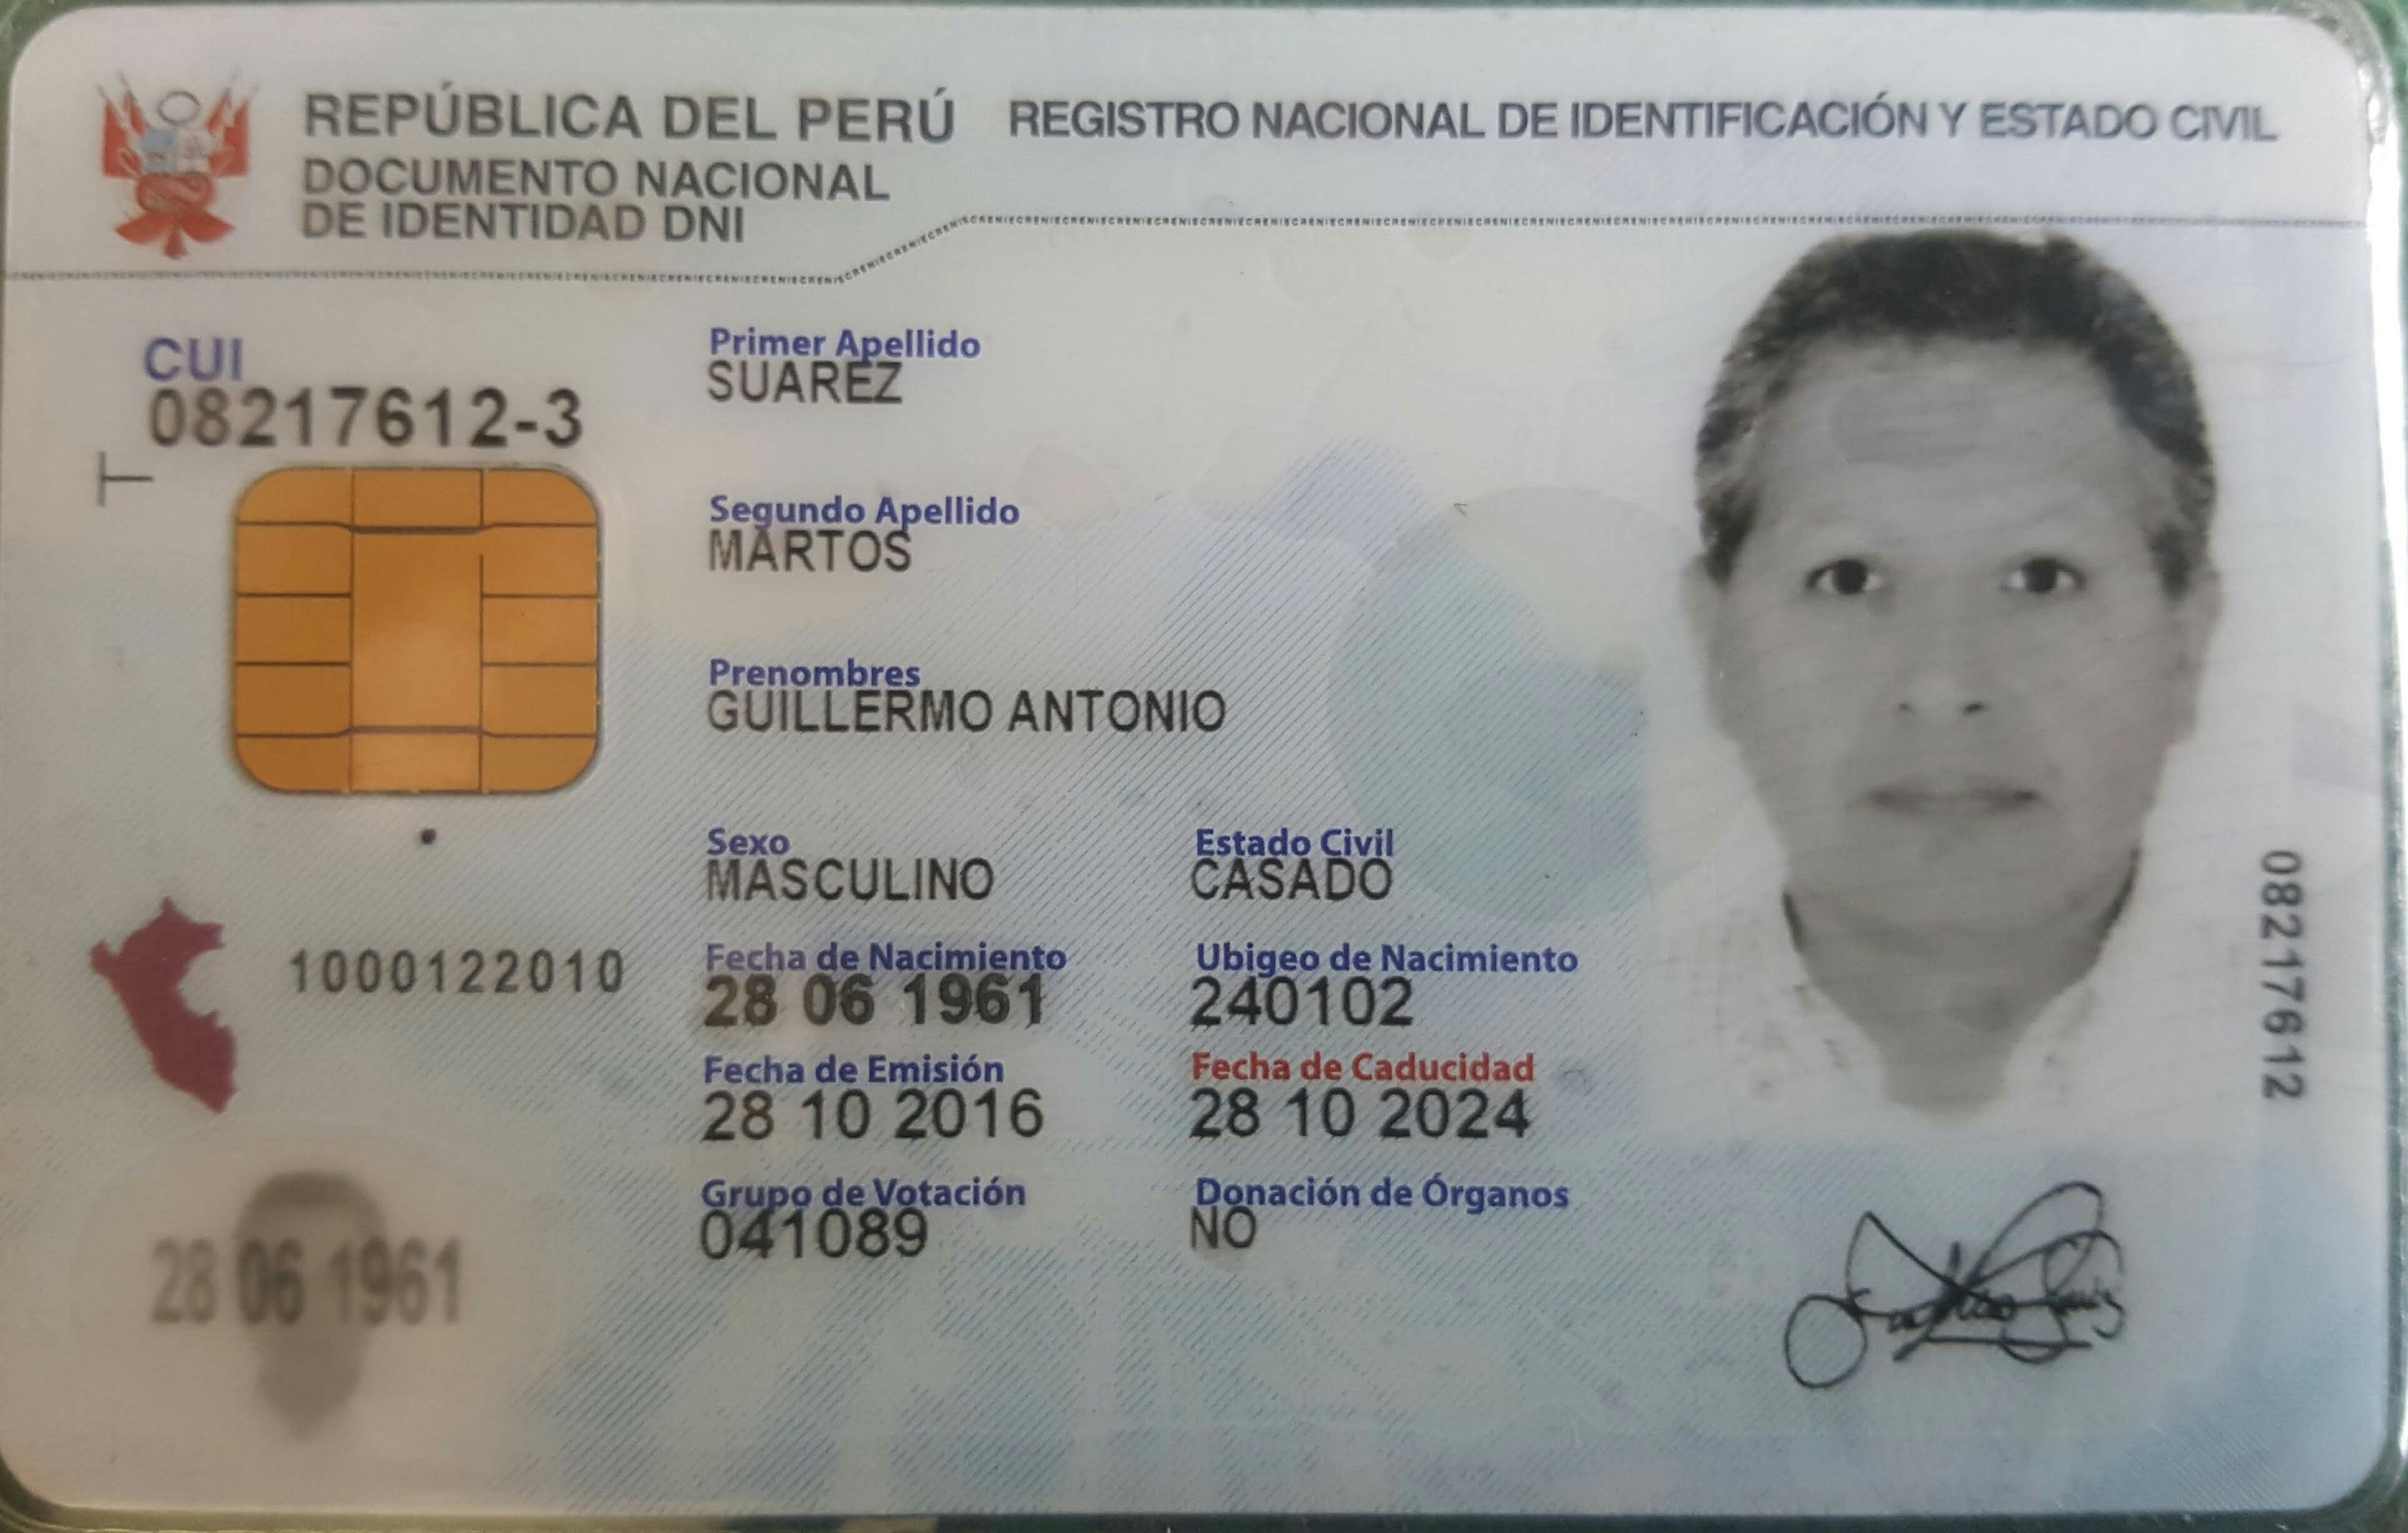 REPÚBLICA DEL PERÚ REGISTRO NACIONAL DE IDENTIFICACIÓN Y ESTADO CIVIL
DOCUMENTO NACIONAL
DE IDENTIDAD DNI
CUI
08217612-3
Primer Apellido
SUAREZ
Segundo Apellido
MARTOS
Prenombres
GUILLERMO ANTONIO
Sexo
MASCULINO
Estado Civil
CASADO
1000122010
Fecha de Nacimiento
28 06 1961
Ubigeo de Nacimiento
240102
Fecha de Emisión
28 10 2016
Fecha de Caducidad
28 10 2024
Grupo de Votación
041089
Donación de Órganos
NO
28 06 1961
08217612